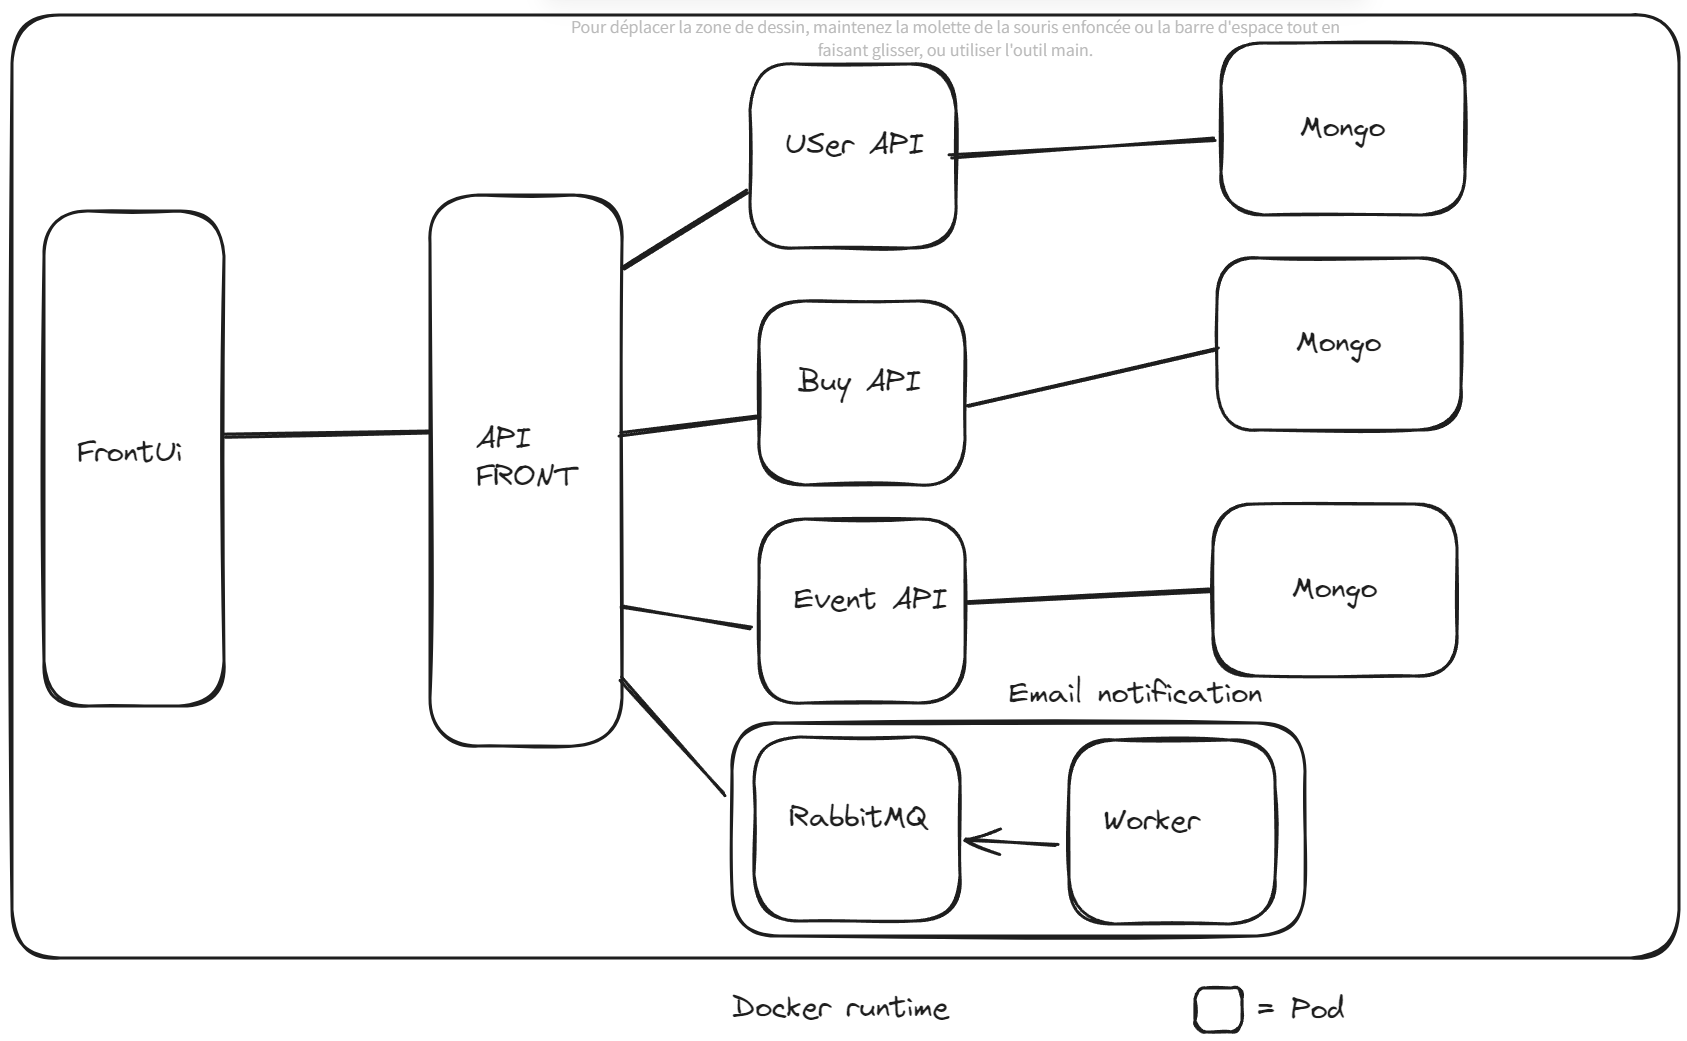 Pour déplacer la zone de dessin, maintenez la molette de la souris enfoncée ou la barre d'espace tout en
faisant glisser, ou utiliser l'outil main.
USer API
Mongo
Buy API
Mongo
FrontUi
API
FRONT
Event API
Mongo
Email notification
RabbitMQ
Worker
Docker runtime
= Pod